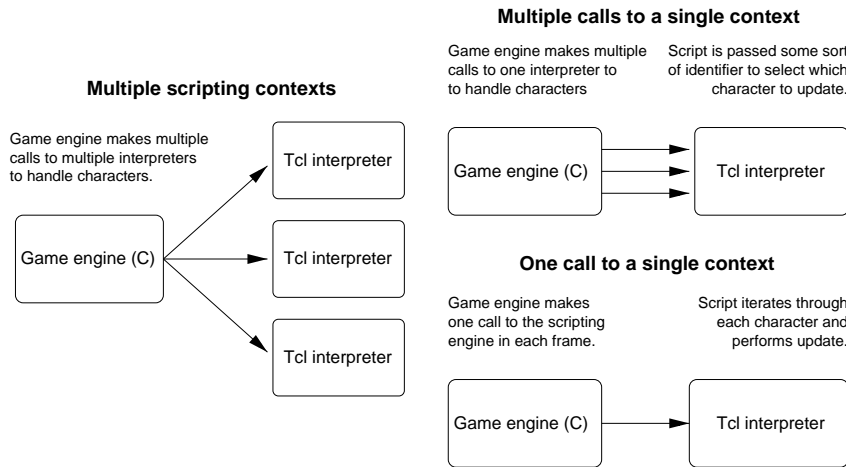 Multiple scripting contexts
Game engine makes multiple
calls to multiple interpreters
to handle characters.
Game engine (C)
Tcl interpreter
Tcl interpreter
Tcl interpreter
Multiple calls to a single context
Game engine makes multiple
calls to one interpreter to
to handle characters
Script is passed some sort
of identifier to select which
character to update.
Game engine (C)
Tcl interpreter
One call to a single context
Game engine makes
one call to the scripting
engine in each frame.
Script iterates through
each character and
performs update.
Game engine (C)
Tcl interpreter